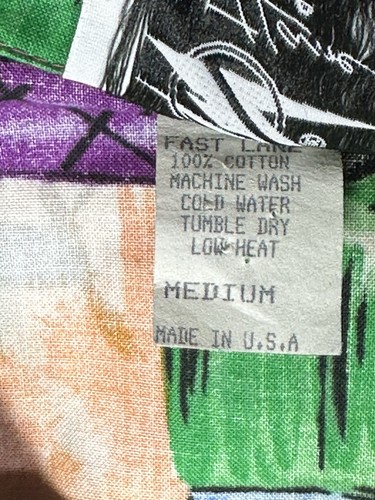 FAST LANE
100% COTTON
MACHINE WASH
COLD WATER
TUMBLE DRY
LOW HEAT
MEDIUM
MADE IN U.S.A